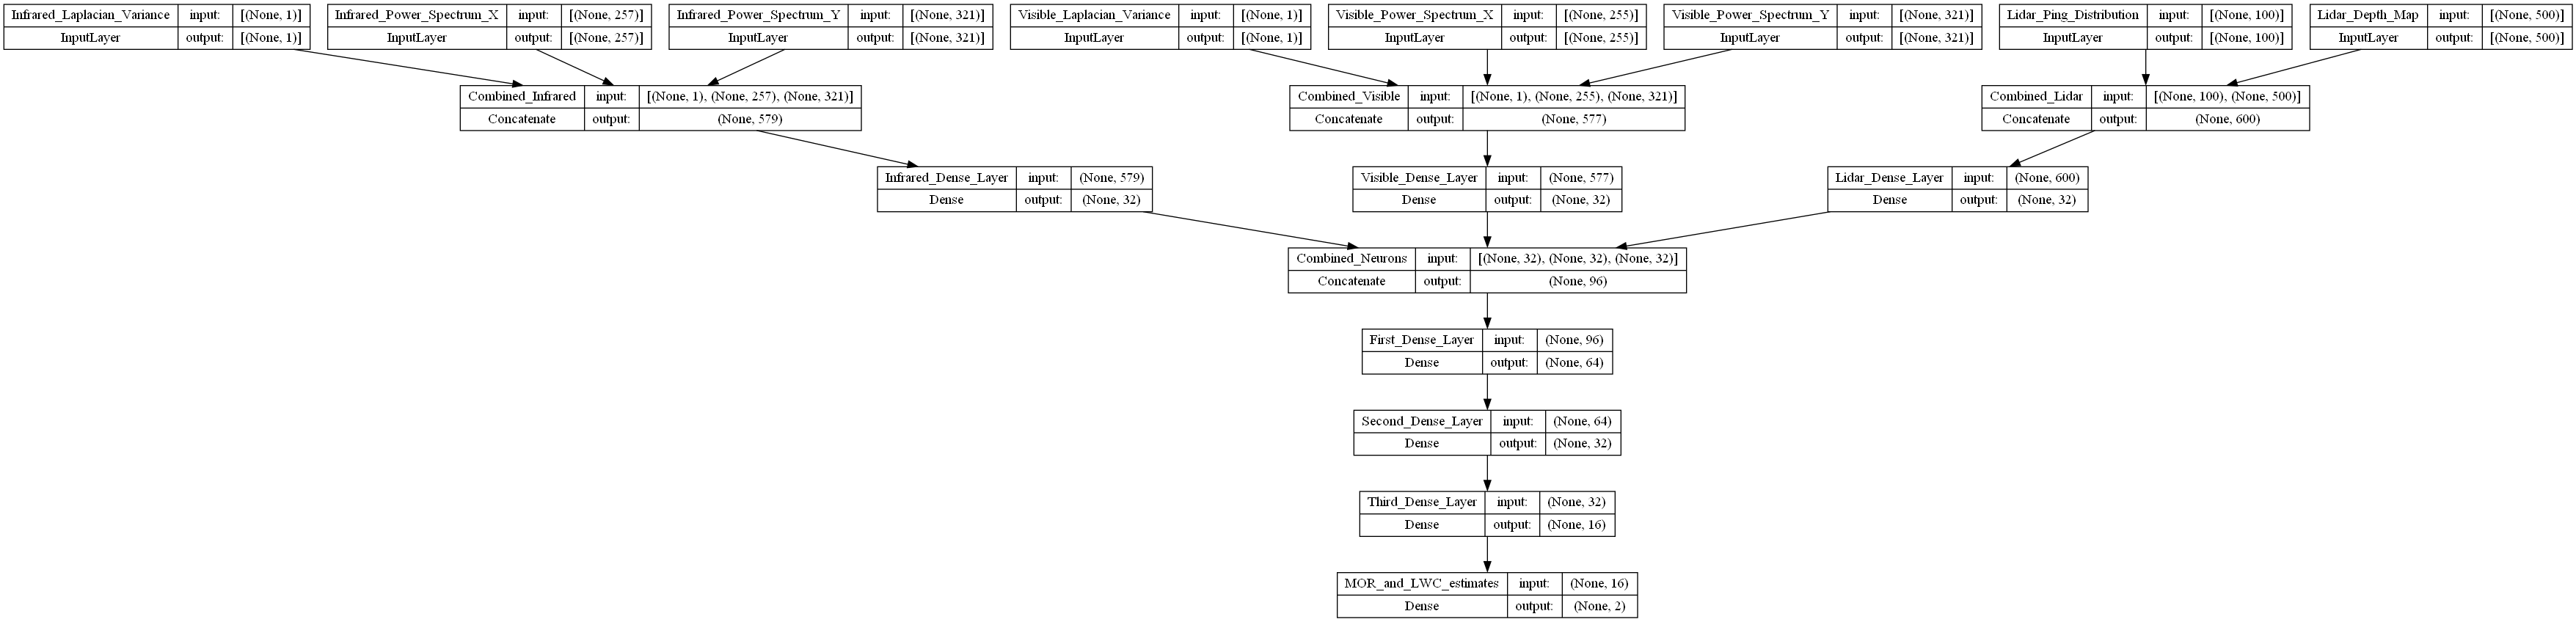 Infrared_Laplacian_Variance input: [(None, 1)]
InputLayer output: [(None, 1)]
Infrared_Power_Spectrum_X input: [(None, 257)]
InputLayer output: [(None, 257)]
Infrared_Power_Spectrum_Y input: [(None, 321)]
InputLayer output: [(None, 321)]
Visible_Laplacian_Variance input: [(None, 1)]
InputLayer output: [(None, 1)]
Visible_Power_Spectrum_X input: [(None, 255)]
InputLayer output: [(None, 255)]
Visible_Power_Spectrum_Y input: [(None, 321)]
InputLayer output: [(None, 321)]
Lidar_Ping_Distribution input: [(None, 100)]
InputLayer output: [(None, 100)]
Lidar_Depth_Map input: [(None, 500)]
InputLayer output: [(None, 500)]
Combined_Infrared input: [(None, 1), (None, 257), (None, 321)]
Concatenate output: (None, 579)
Combined_Visible input: [(None, 1), (None, 255), (None, 321)]
Concatenate output: (None, 577)
Combined_Lidar input: [(None, 100), (None, 500)]
Concatenate output: (None, 600)
Infrared_Dense_Layer input: (None, 579)
Dense output: (None, 32)
Visible_Dense_Layer input: (None, 577)
Dense output: (None, 32)
Lidar_Dense_Layer input: (None, 600)
Dense output: (None, 32)
Combined_Neurons input: [(None, 32), (None, 32), (None, 32)]
Concatenate output: (None, 96)
First_Dense_Layer input: (None, 96)
Dense output: (None, 64)
Second_Dense_Layer input: (None, 64)
Dense output: (None, 32)
Third_Dense_Layer input: (None, 32)
Dense output: (None, 16)
MOR_and_LWC_estimates input: (None, 16)
Dense output: (None, 2)